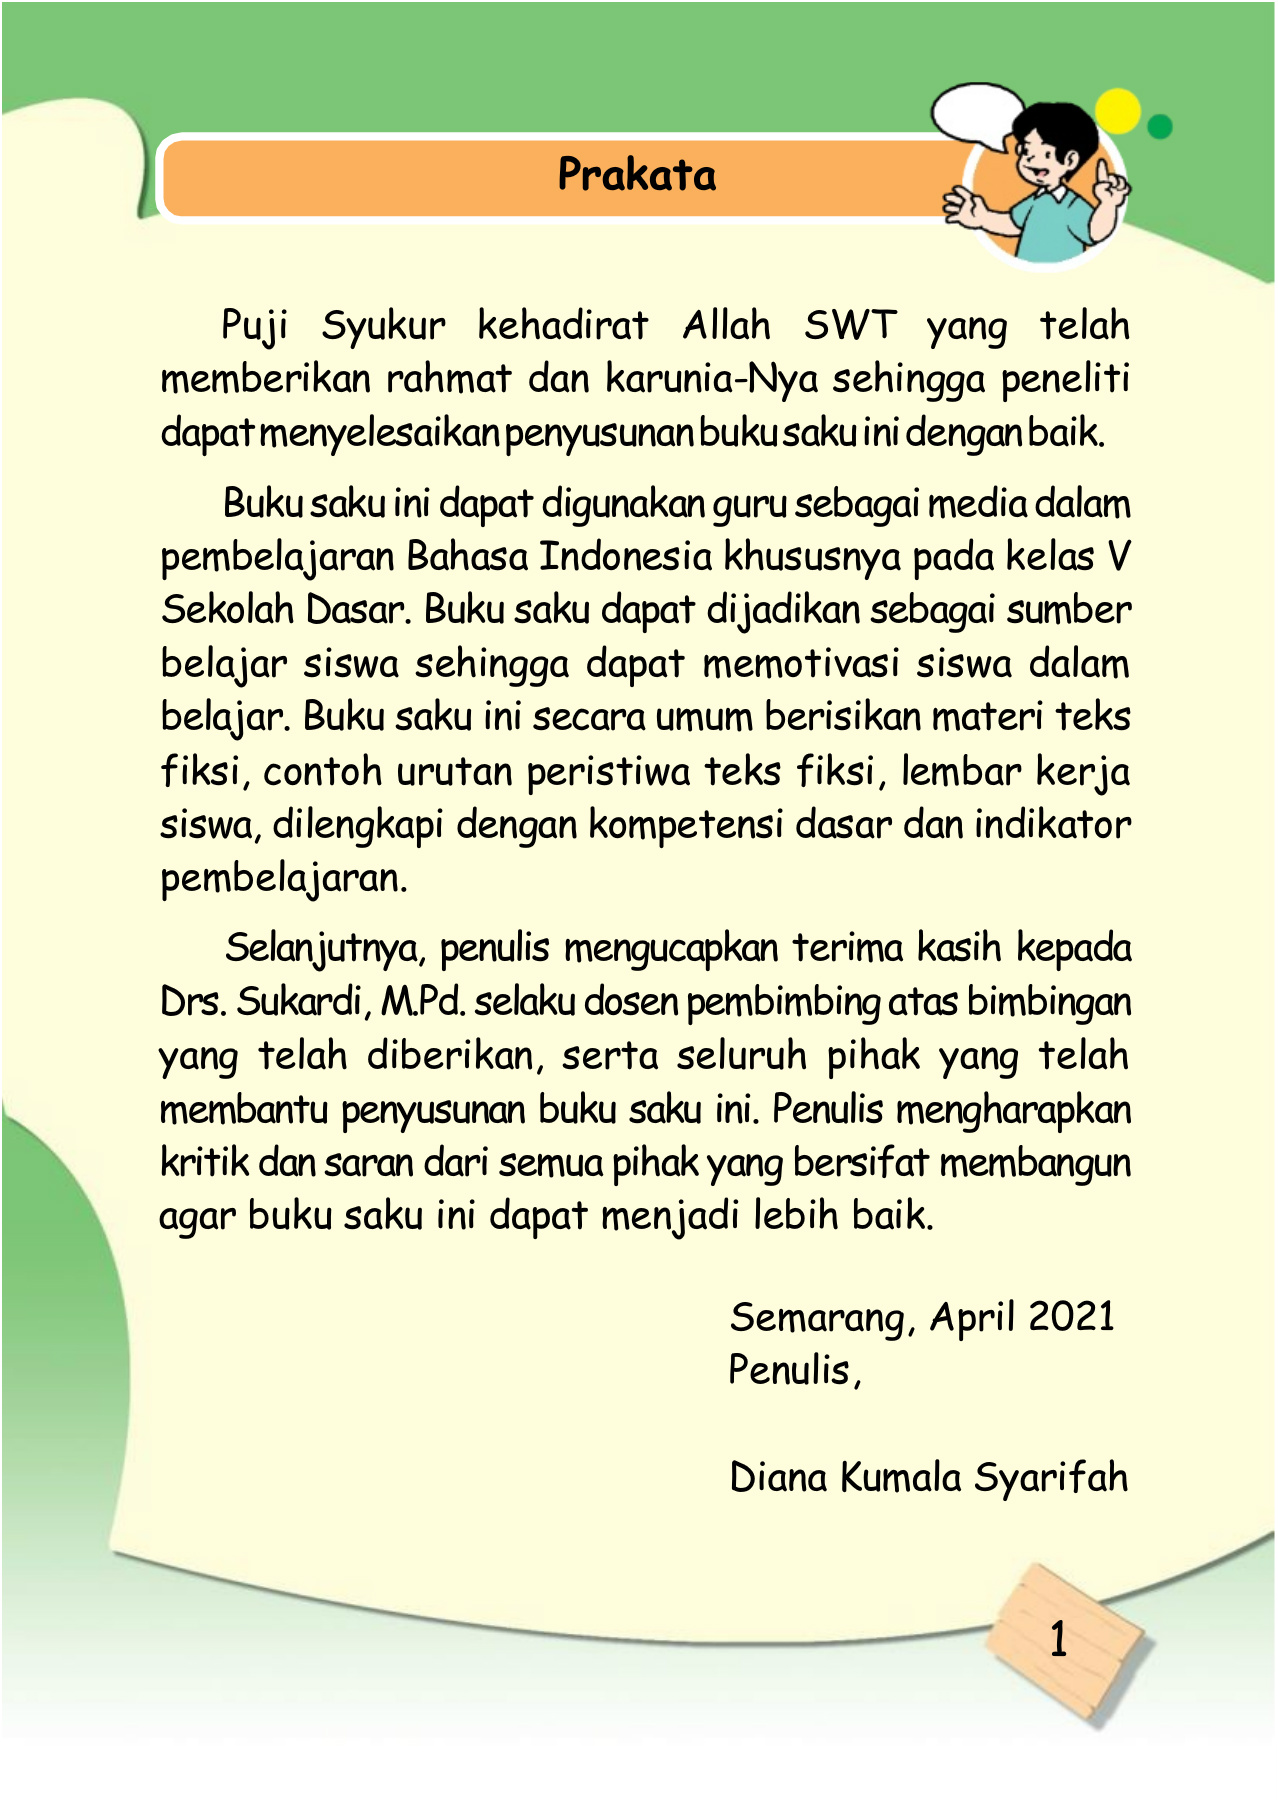 Prakata
Puji Syukur kehadirat Allah SWT yang telah
memberikan rahmat dan karunia-Nya sehingga peneliti
dapat menyelesaikan penyusunan buku saku ini dengan baik.
Buku saku ini dapat digunakan guru sebagai media dalam
pembelajaran Bahasa Indonesia khususnya pada kelas V
Sekolah Dasar. Buku saku dapat dijadikan sebagai sumber
belajar siswa sehingga dapat memotivasi siswa dalam
belajar. Buku saku ini secara umum berisikan materi teks
fiksi, contoh urutan peristiwa teks fiksi, lembar kerja
siswa, dilengkapi dengan kompetensi dasar dan indikator
pembelajaran.
Selanjutnya, penulis mengucapkan terima kasih kepada
Drs. Sukardi, M.Pd. selaku dosen pembimbing atas bimbingan
yang telah diberikan, serta seluruh pihak yang telah
membantu penyusunan buku saku ini. Penulis mengharapkan
kritik dan saran dari semua pihak yang bersifat membangun
agar buku saku ini dapat menjadi lebih baik.
Semarang, April 2021
Penulis,
Diana Kumala Syarifah
1